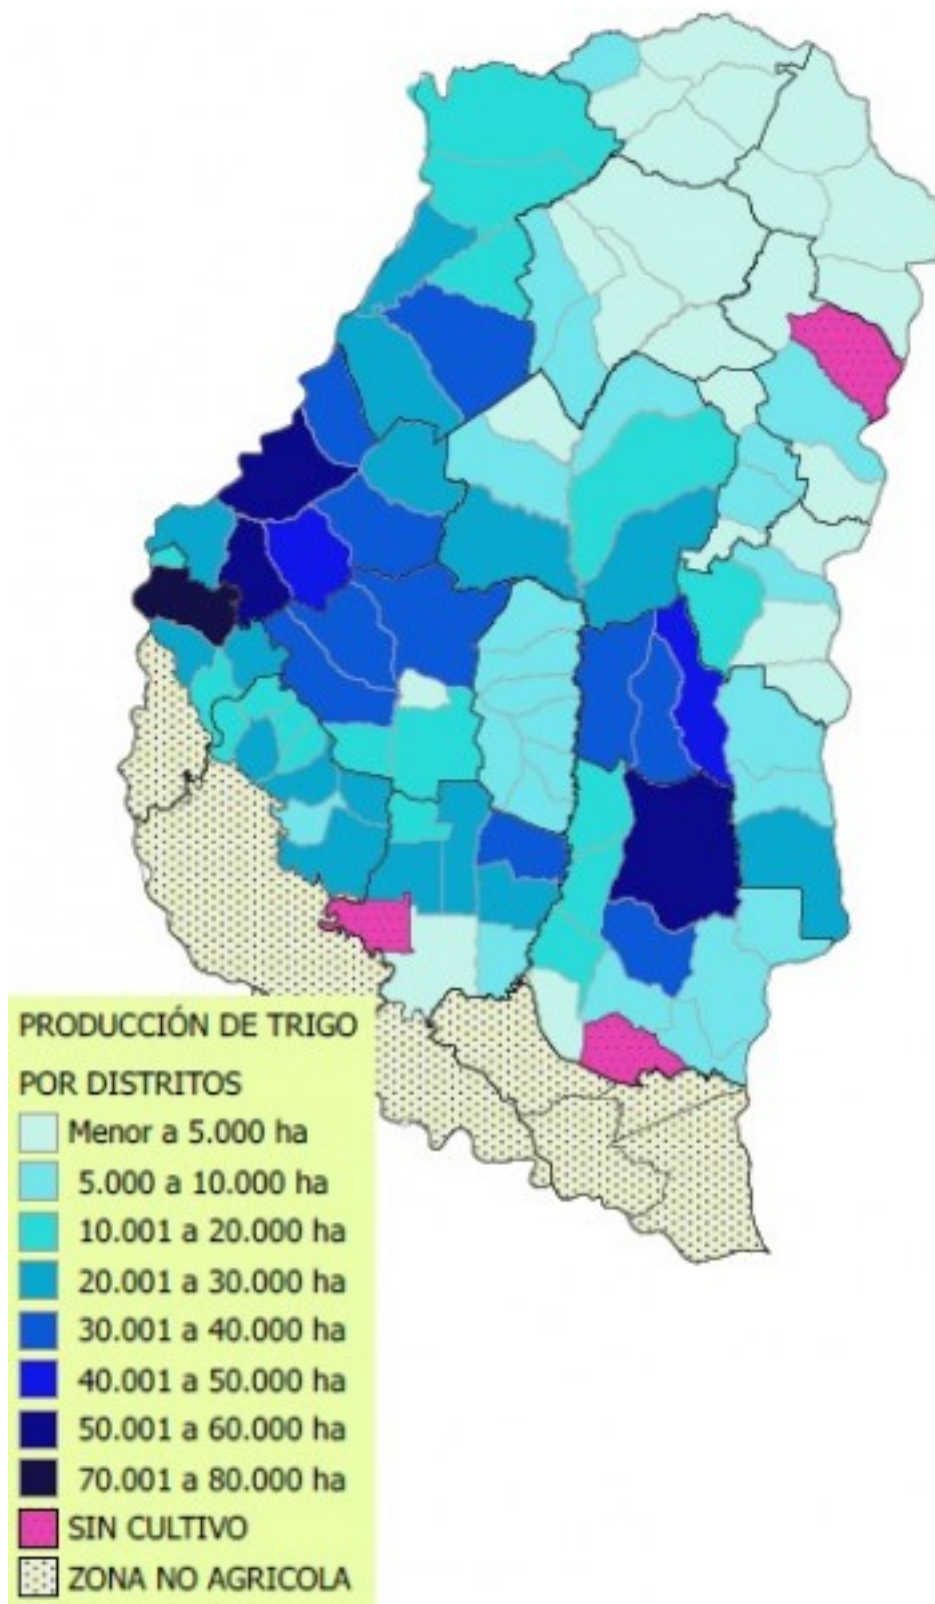 PRODUCCIÓN DE TRIGO
POR DISTRITOS
Menor a 5.000 ha
5.000 a 10.000 ha
10.001 a 20.000 ha
20.001 a 30.000 ha
30.001 a 40.000 ha
40.001 a 50.000 ha
50.001 a 60.000 ha
70.001 a 80.000 ha
SIN CULTIVO
ZONA NO AGRICOLA